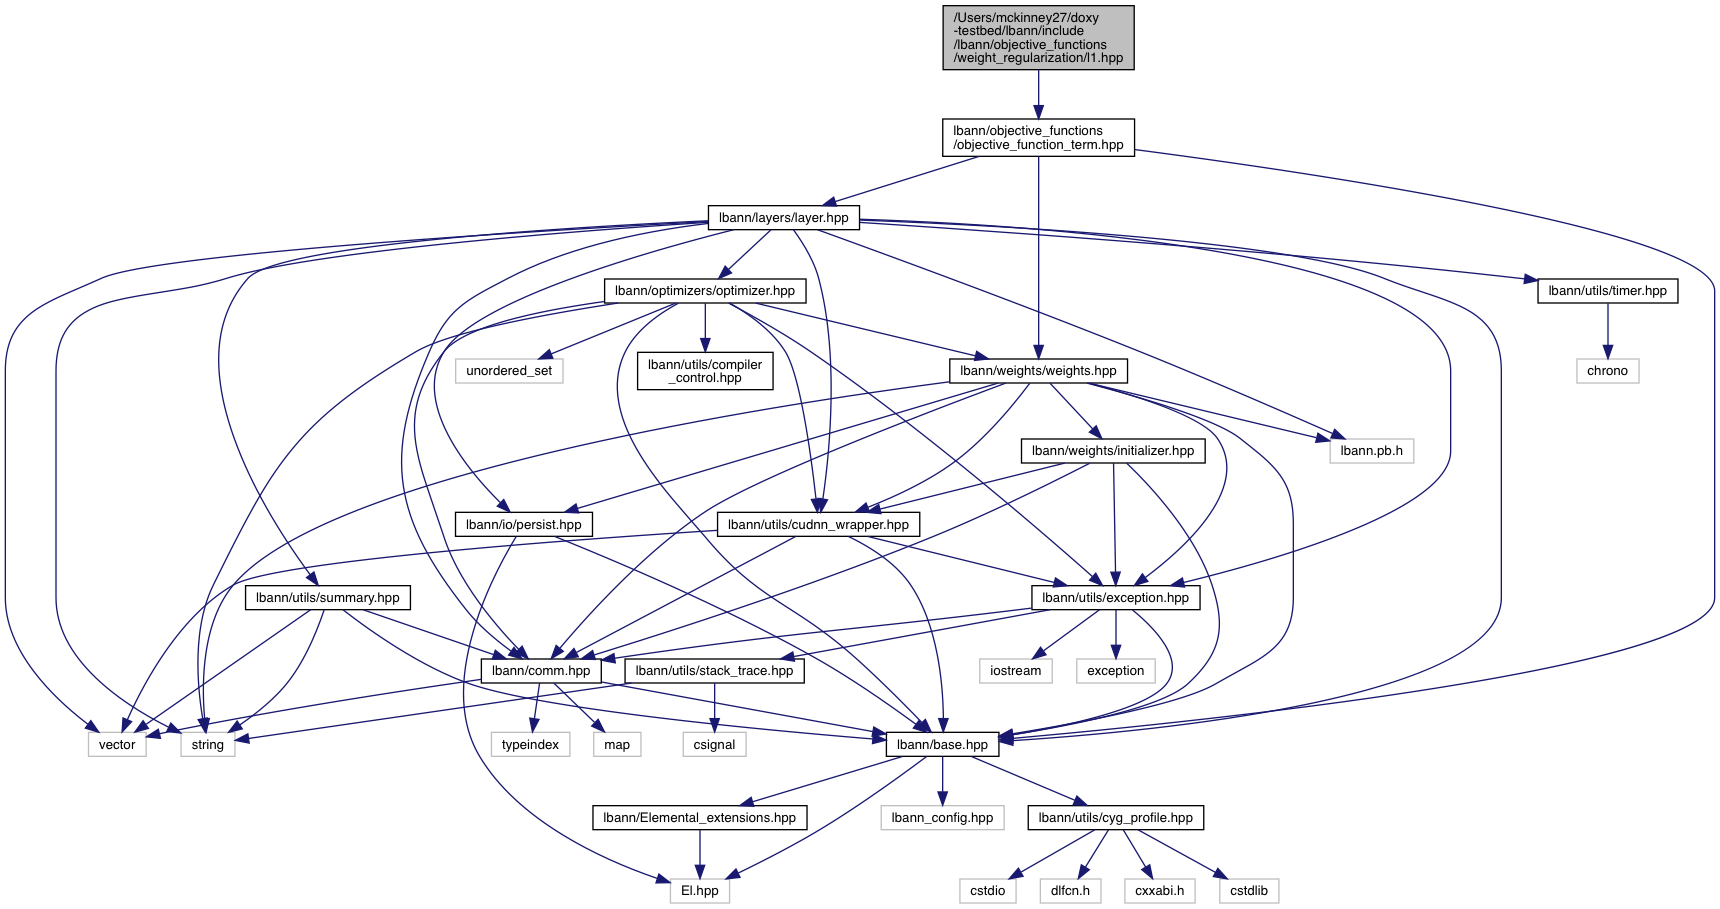 /Users/mckinney27/doxy
-testbed/lbann/include
/lbann/objective_functions
/weight_regularization/l1.hpp
lbann/objective_functions
/objective_function_term.hpp
lbann/layers/layer.hpp
lbann/optimizers/optimizer.hpp
lbann/utils/timer.hpp
unordered_set
lbann/utils/compiler
_control.hpp
lbann/weights/weights.hpp
chrono
lbann/weights/initializer.hpp
lbann.pb.h
lbann/io/persist.hpp
lbann/utils/cudnn_wrapper.hpp
lbann/utils/summary.hpp
lbann/utils/exception.hpp
lbann/comm.hpp
lbann/utils/stack_trace.hpp
iostream
exception
vector
string
typeindex
map
csignal
lbann/base.hpp
lbann/Elemental_extensions.hpp
lbann_config.hpp
lbann/utils/cyg_profile.hpp
El.hpp
cstdio
dlfcn.h
cxxabi.h
cstdlib